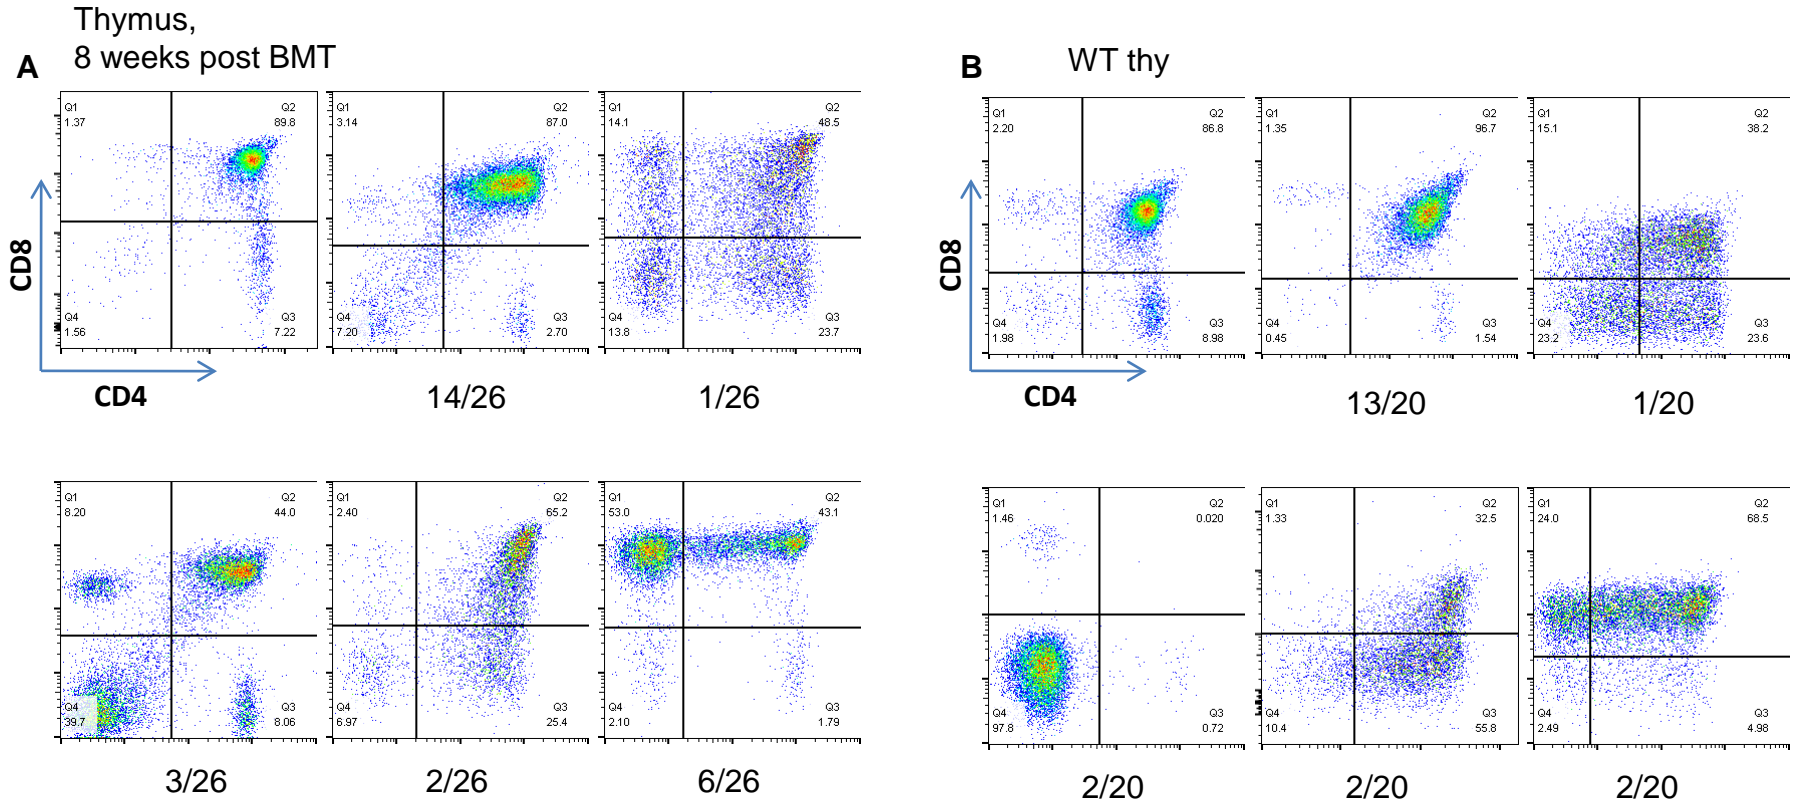 Thymus,
8 weeks post BMT
A
Q1
1.37
Q2
89.8
Q4
1.56
Q3
7.22
Q1
3.14
Q2
87.0
Q4
7.20
Q3
2.70
Q1
14.1
Q2
48.5
Q4
13.8
Q3
23.7
CD8
CD4
14/26
1/26
Q1
8.20
Q2
44.0
Q4
39.7
Q3
8.06
Q1
2.40
Q2
65.2
Q4
6.97
Q3
25.4
Q1
53.0
Q2
43.1
Q4
2.10
Q3
1.79
3/26
2/26
6/26
B
WT thy
Q1
2.20
Q2
86.8
Q4
1.98
Q3
8.98
Q1
1.35
Q2
96.7
Q4
0.45
Q3
1.54
Q1
15.1
Q2
38.2
Q4
23.2
Q3
23.6
CD8
CD4
13/20
1/20
Q1
1.46
Q2
0.020
Q4
97.8
Q3
0.72
Q1
1.33
Q2
32.5
Q4
10.4
Q3
55.8
Q1
24.0
Q2
68.5
Q4
2.49
Q3
4.98
2/20
2/20
2/20